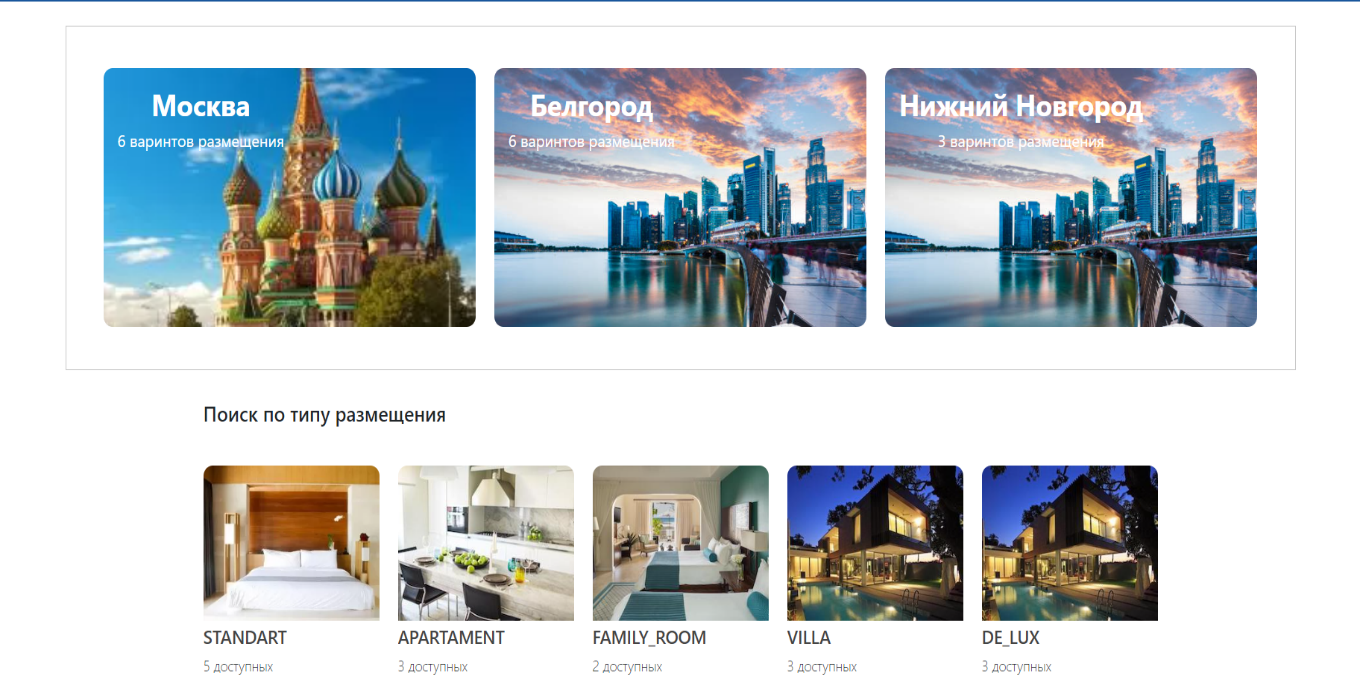 Москва
6 варинтов размещения
Белгород
6 варинтов размещения
Нижний Новгород
3 варинтов размещения
Поиск по типу размещения
STANDART
5 доступных
APARTAMENT
3 доступных
FAMILY_ROOM
2 доступных
VILLA
3 доступных
DE_LUX
3 доступных